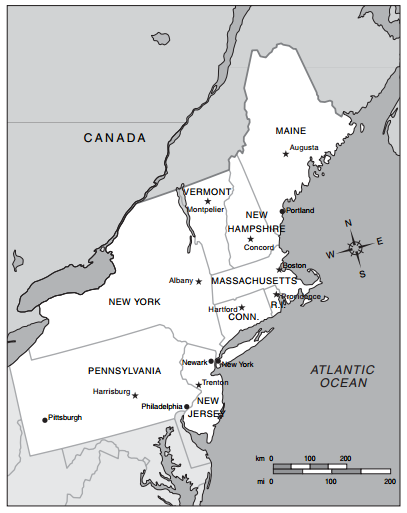 CANADA
MAINE
Augusta
VERMONT
Montpelier
NEW
HAMPSHIRE
Concord
Portland
N
E
W
S
Boston
MASSACHUSETTS
Albany
NEW YORK
Hartford
CONN.
Providence
R.I.
Newark
New York
PENNSYLVANIA
Harrisburg
Trenton
NEW
JERSEY
Philadelphia
Pittsburgh
ATLANTIC
OCEAN
km 0 100 200
mi 0 100 200